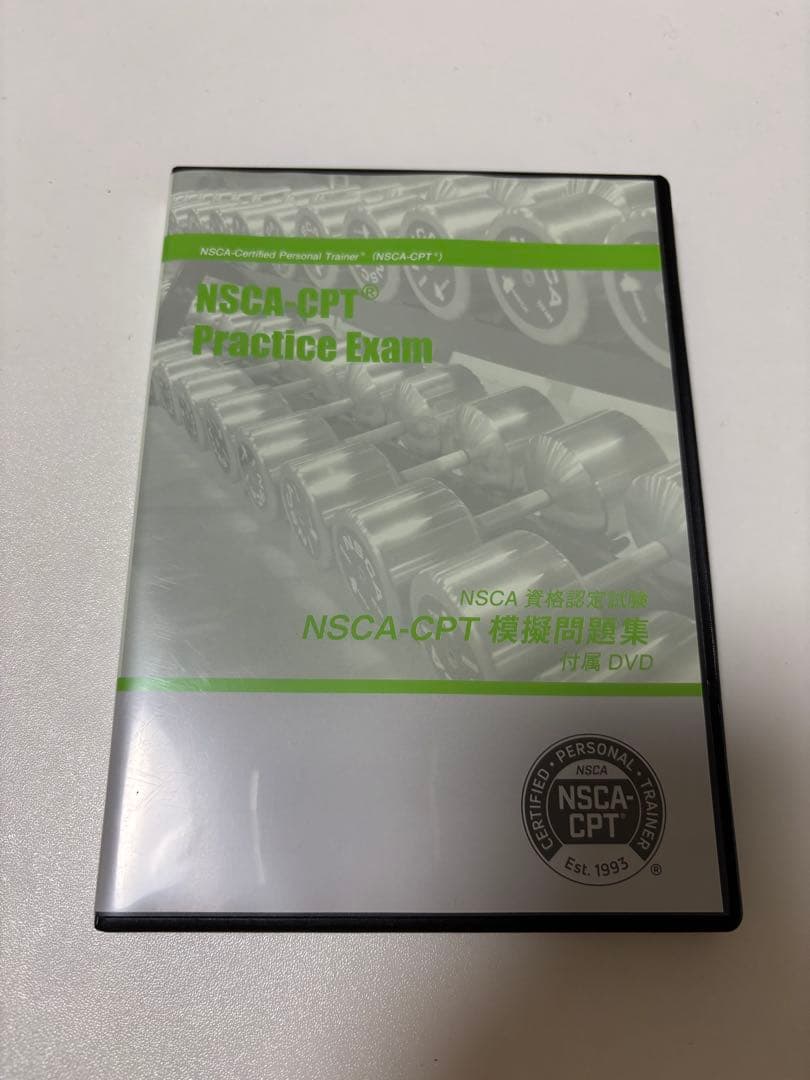 NSCA-Certified Personal Trainer® (NSCA-CPT®)
NSCA-CPT®
Practice Exam
NSCA 資格認定試験
NSCA-CPT 模擬問題集
付属 DVD
CERTIFIED・PERSONAL・TRAINER
NSCA
NSCA-
CPT®
Est. 1993
®